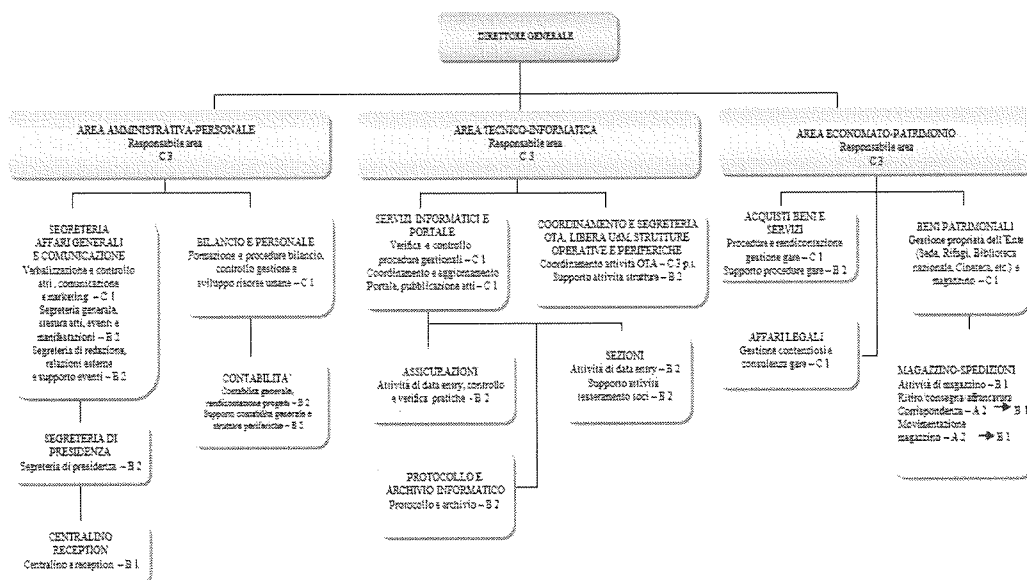 DIRETTORE GENERALE
AREA AMMINISTRATIVA-PERSONALE
Responsabile area
C 3
AREA TECNICO-INFORMATICA
Responsabile area
C 3
AREA ECONOMATO-PATRIMONIO
Responsabile area
C 3
SEGRETERIA
AFFARI GENERALI
E COMUNICAZIONE
Verbalizzazione e controllo
atti, comunicazione
e marketing – C 1
Segreteria generale,
stesura atti, eventi e
manifestazioni – B 2
Segreteria di redazione,
relazioni esterne
e supporto eventi – B 2
BILANCIO E PERSONALE
Formazione e procedure bilancio,
controllo gestione e
sviluppo risorse umane – C 1
SERVIZI INFORMATICI E
PORTALE
Verifica e controllo
procedure gestionali – C 1
Coordinamento e aggiornamento
Portale, pubblicazione atti – C 1
COORDINAMENTO E SEGRETERIA
OTA, LIBERA UdM, STRUTTURE
OPERATIVE E PERIFERICHE
Coordinamento attività OTA – C 3 p.s.
Supporto attività strutture – B 2
ACQUISTI BENI E
SERVIZI
Procedure e rendicontazione
gestione gare – C 1
Supporto procedure gare – B 2
BENI PATRIMONIALI
Gestione proprietà dell'Ente
(Sede, Rifugi, Biblioteca
nazionale, Cineteca, etc.) e
magazzino – C 1
CONTABILITA'
Contabilità generale,
rendicontazione progetti – B 2
Supporto contabilità generale e
strutture periferiche – B 2
ASSICURAZIONI
Attività di data entry, controllo
e verifica pratiche – B 2
SEZIONI
Attività di data entry – B 2
Supporto attività
tesseramento soci – B 2
AFFARI LEGALI
Gestione contenziosi e
consulenza gare – C 1
MAGAZZINO-SPEDIZIONI
Attività di magazzino – B 1
Ritiro/consegna affrancatura
Corrispondenza – A 2 → B 1
Movimentazione
magazzino – A 2 → B 1
SEGRETERIA DI
PRESIDENZA
Segreteria di presidenza – B 2
PROTOCOLLO E
ARCHIVIO INFORMATICO
Protocollo e archivio – B 2
CENTRALINO
RECEPTION
Centralino e reception – B 1